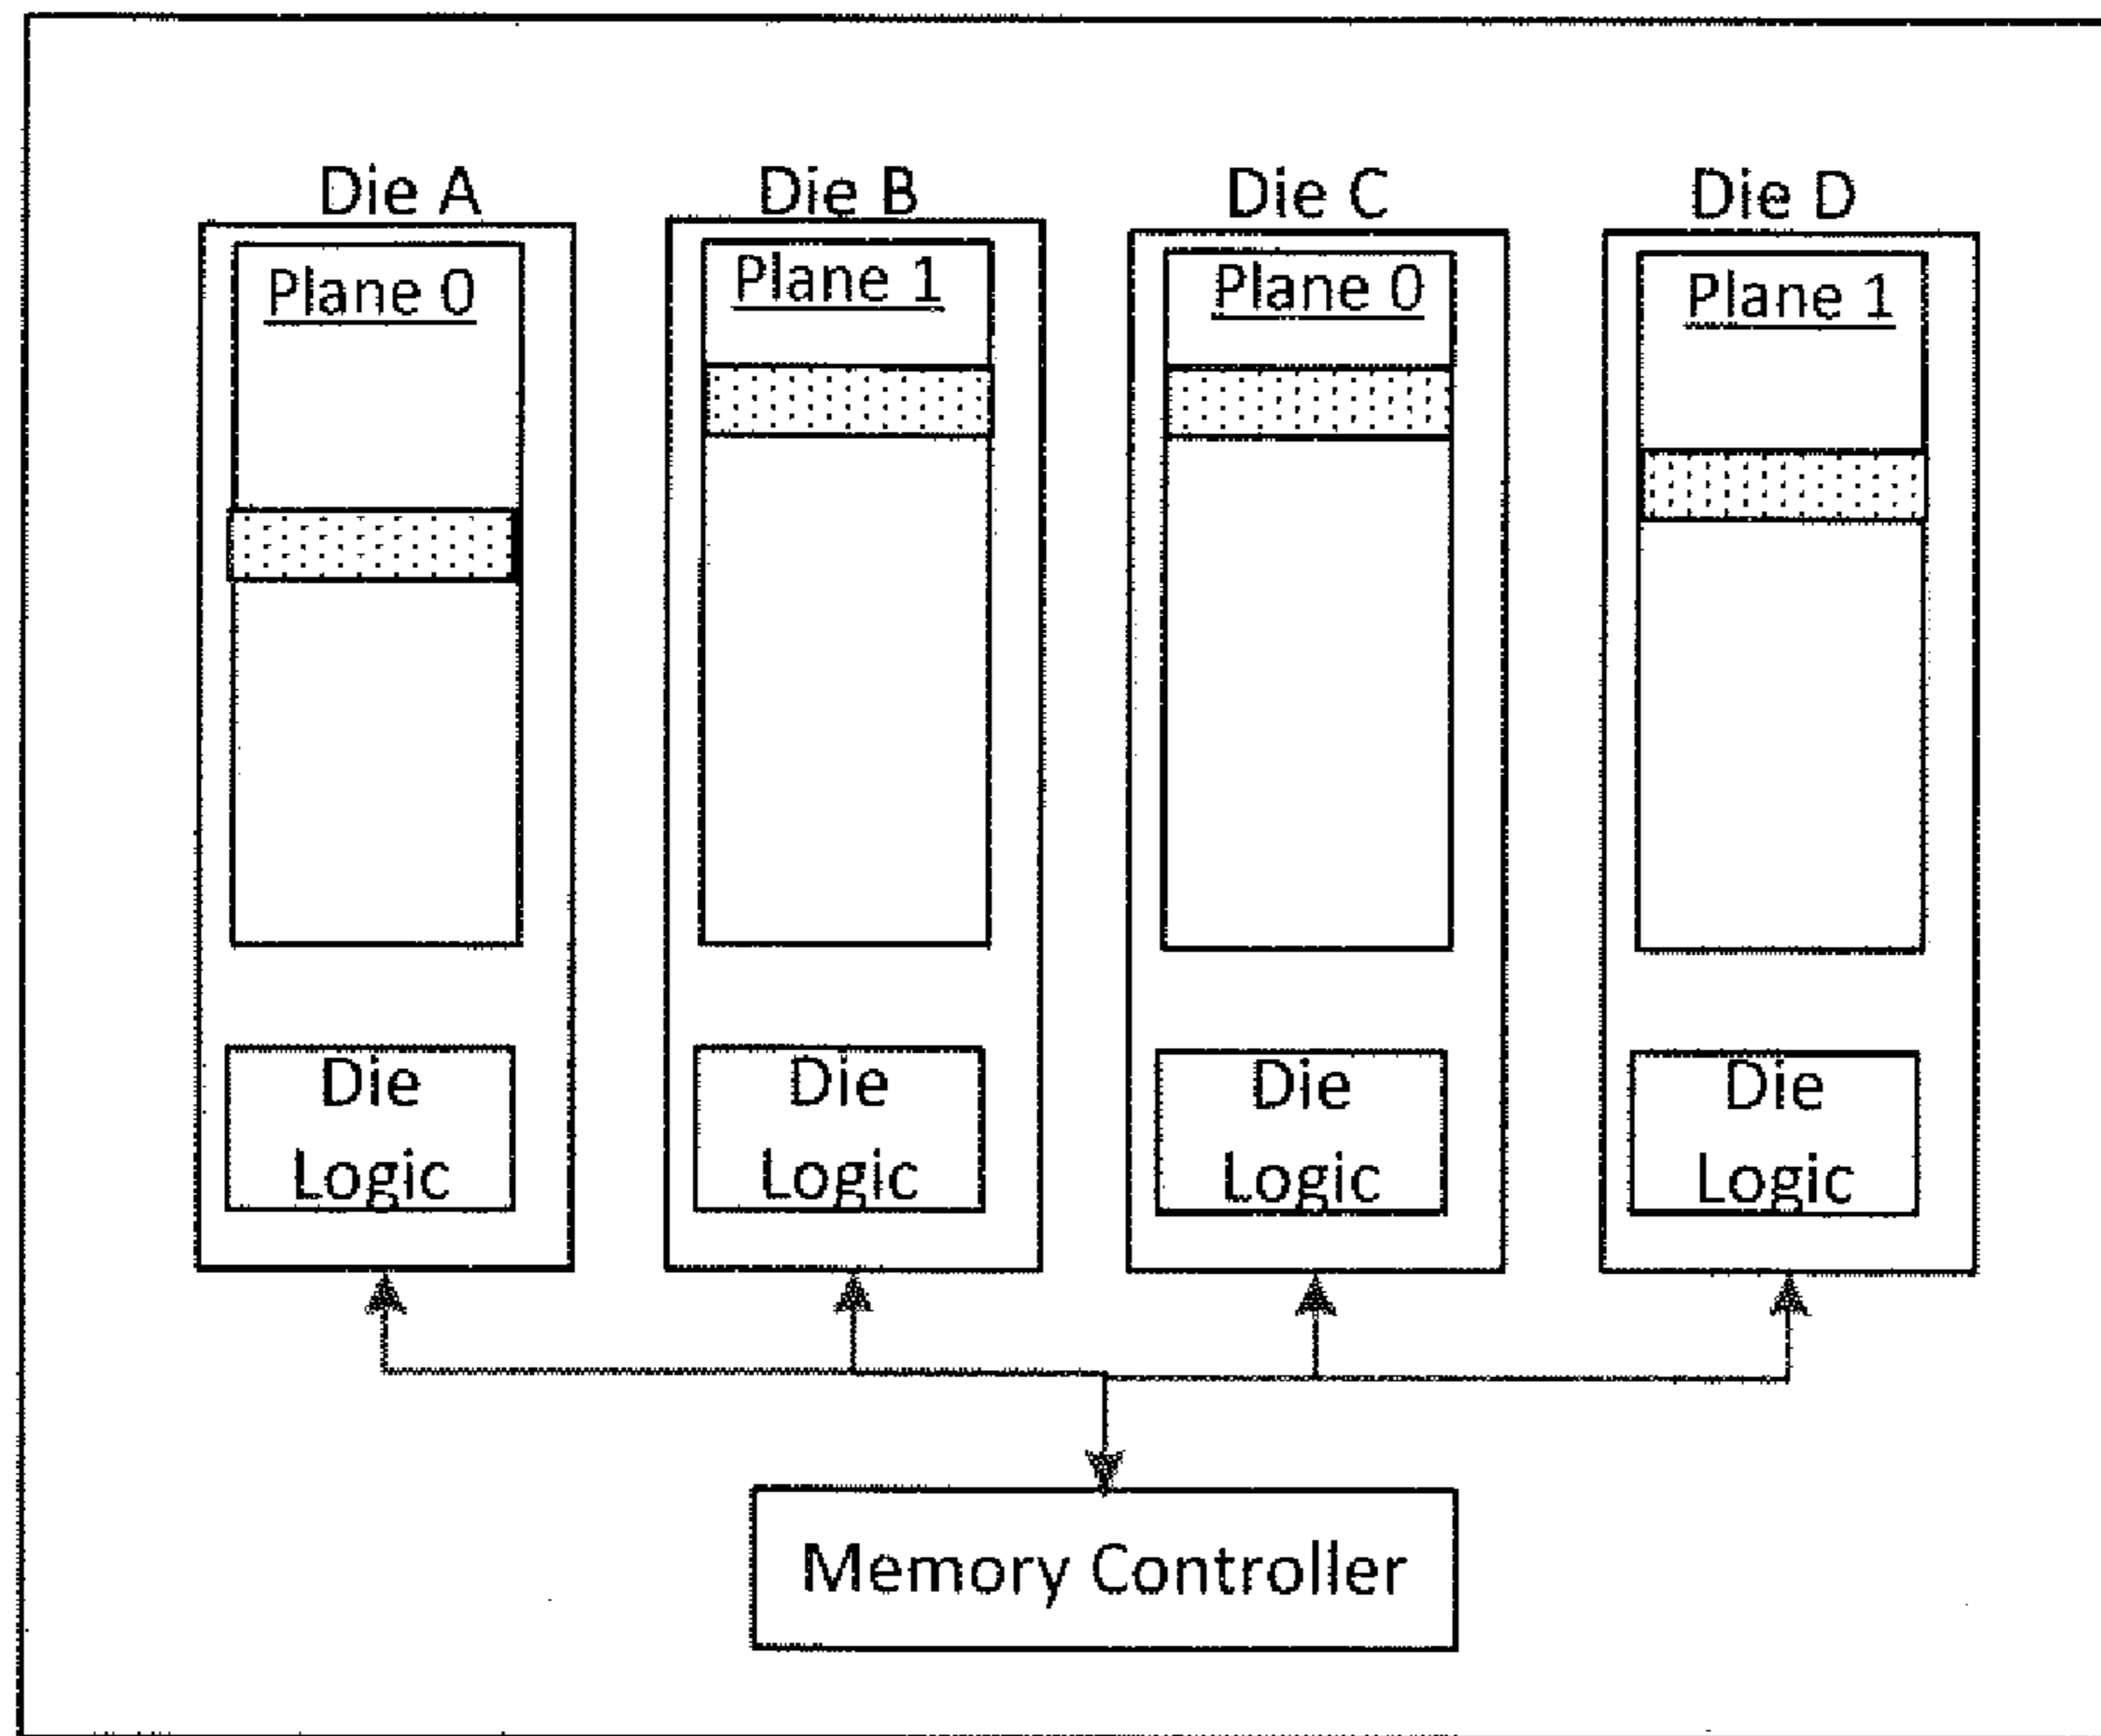 Die A
Die B
Die C
Die D
Plane 0
Plane 1
Plane 0
Plane 1
Die
Logic
Die
Logic
Die
Logic
Die
Logic
Memory Controller